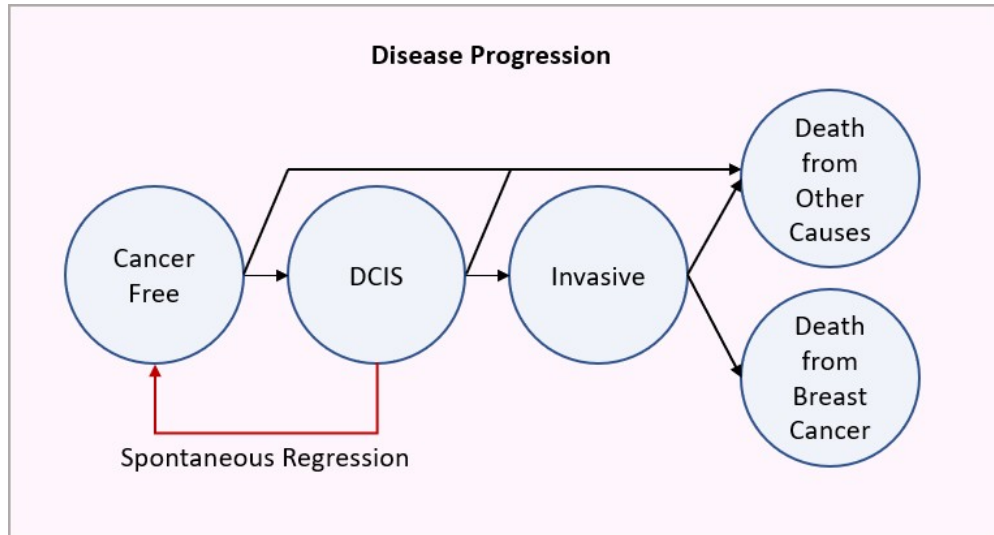 Disease Progression
Cancer
Free
DCIS
Invasive
Death
from
Other
Causes
Death
from
Breast
Cancer
Spontaneous Regression